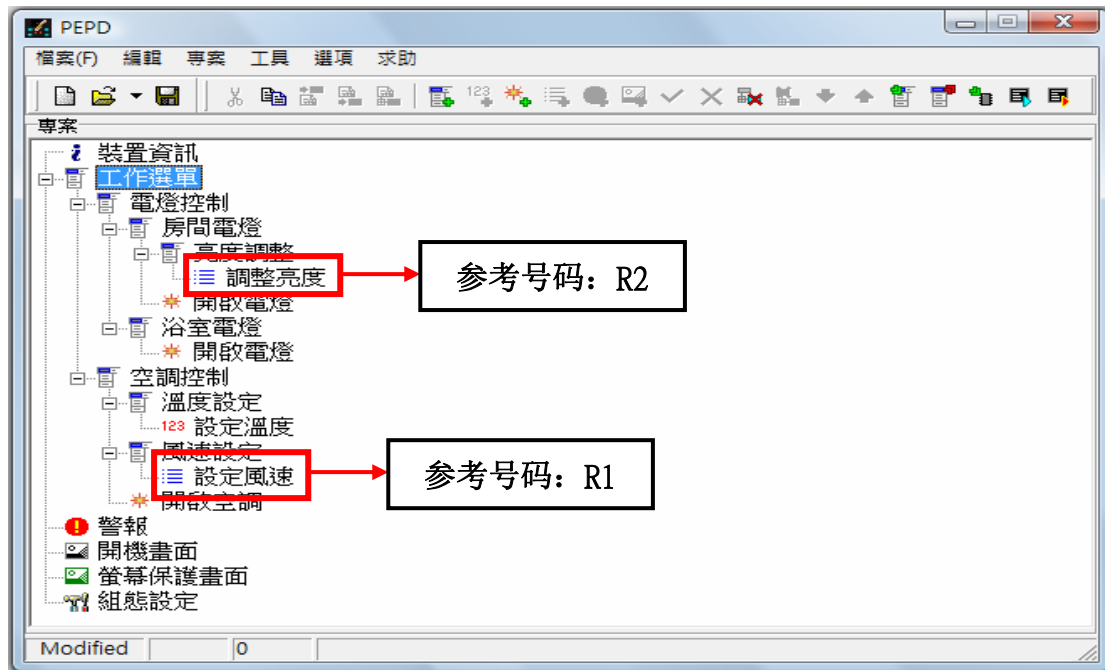 PEPD
檔案(F) 編輯 專案 工具 選項 求助
123
專案
裝置資訊
工作選單
電燈控制
房間電燈
亮度調整
調整亮度
参考号码：R2
開啟電燈
浴室電燈
開啟電燈
空調控制
溫度設定
123 設定溫度
風速設定
設定風速
参考号码：R1
開啟空調
警報
開機畫面
螢幕保護畫面
組態設定
Modified 0